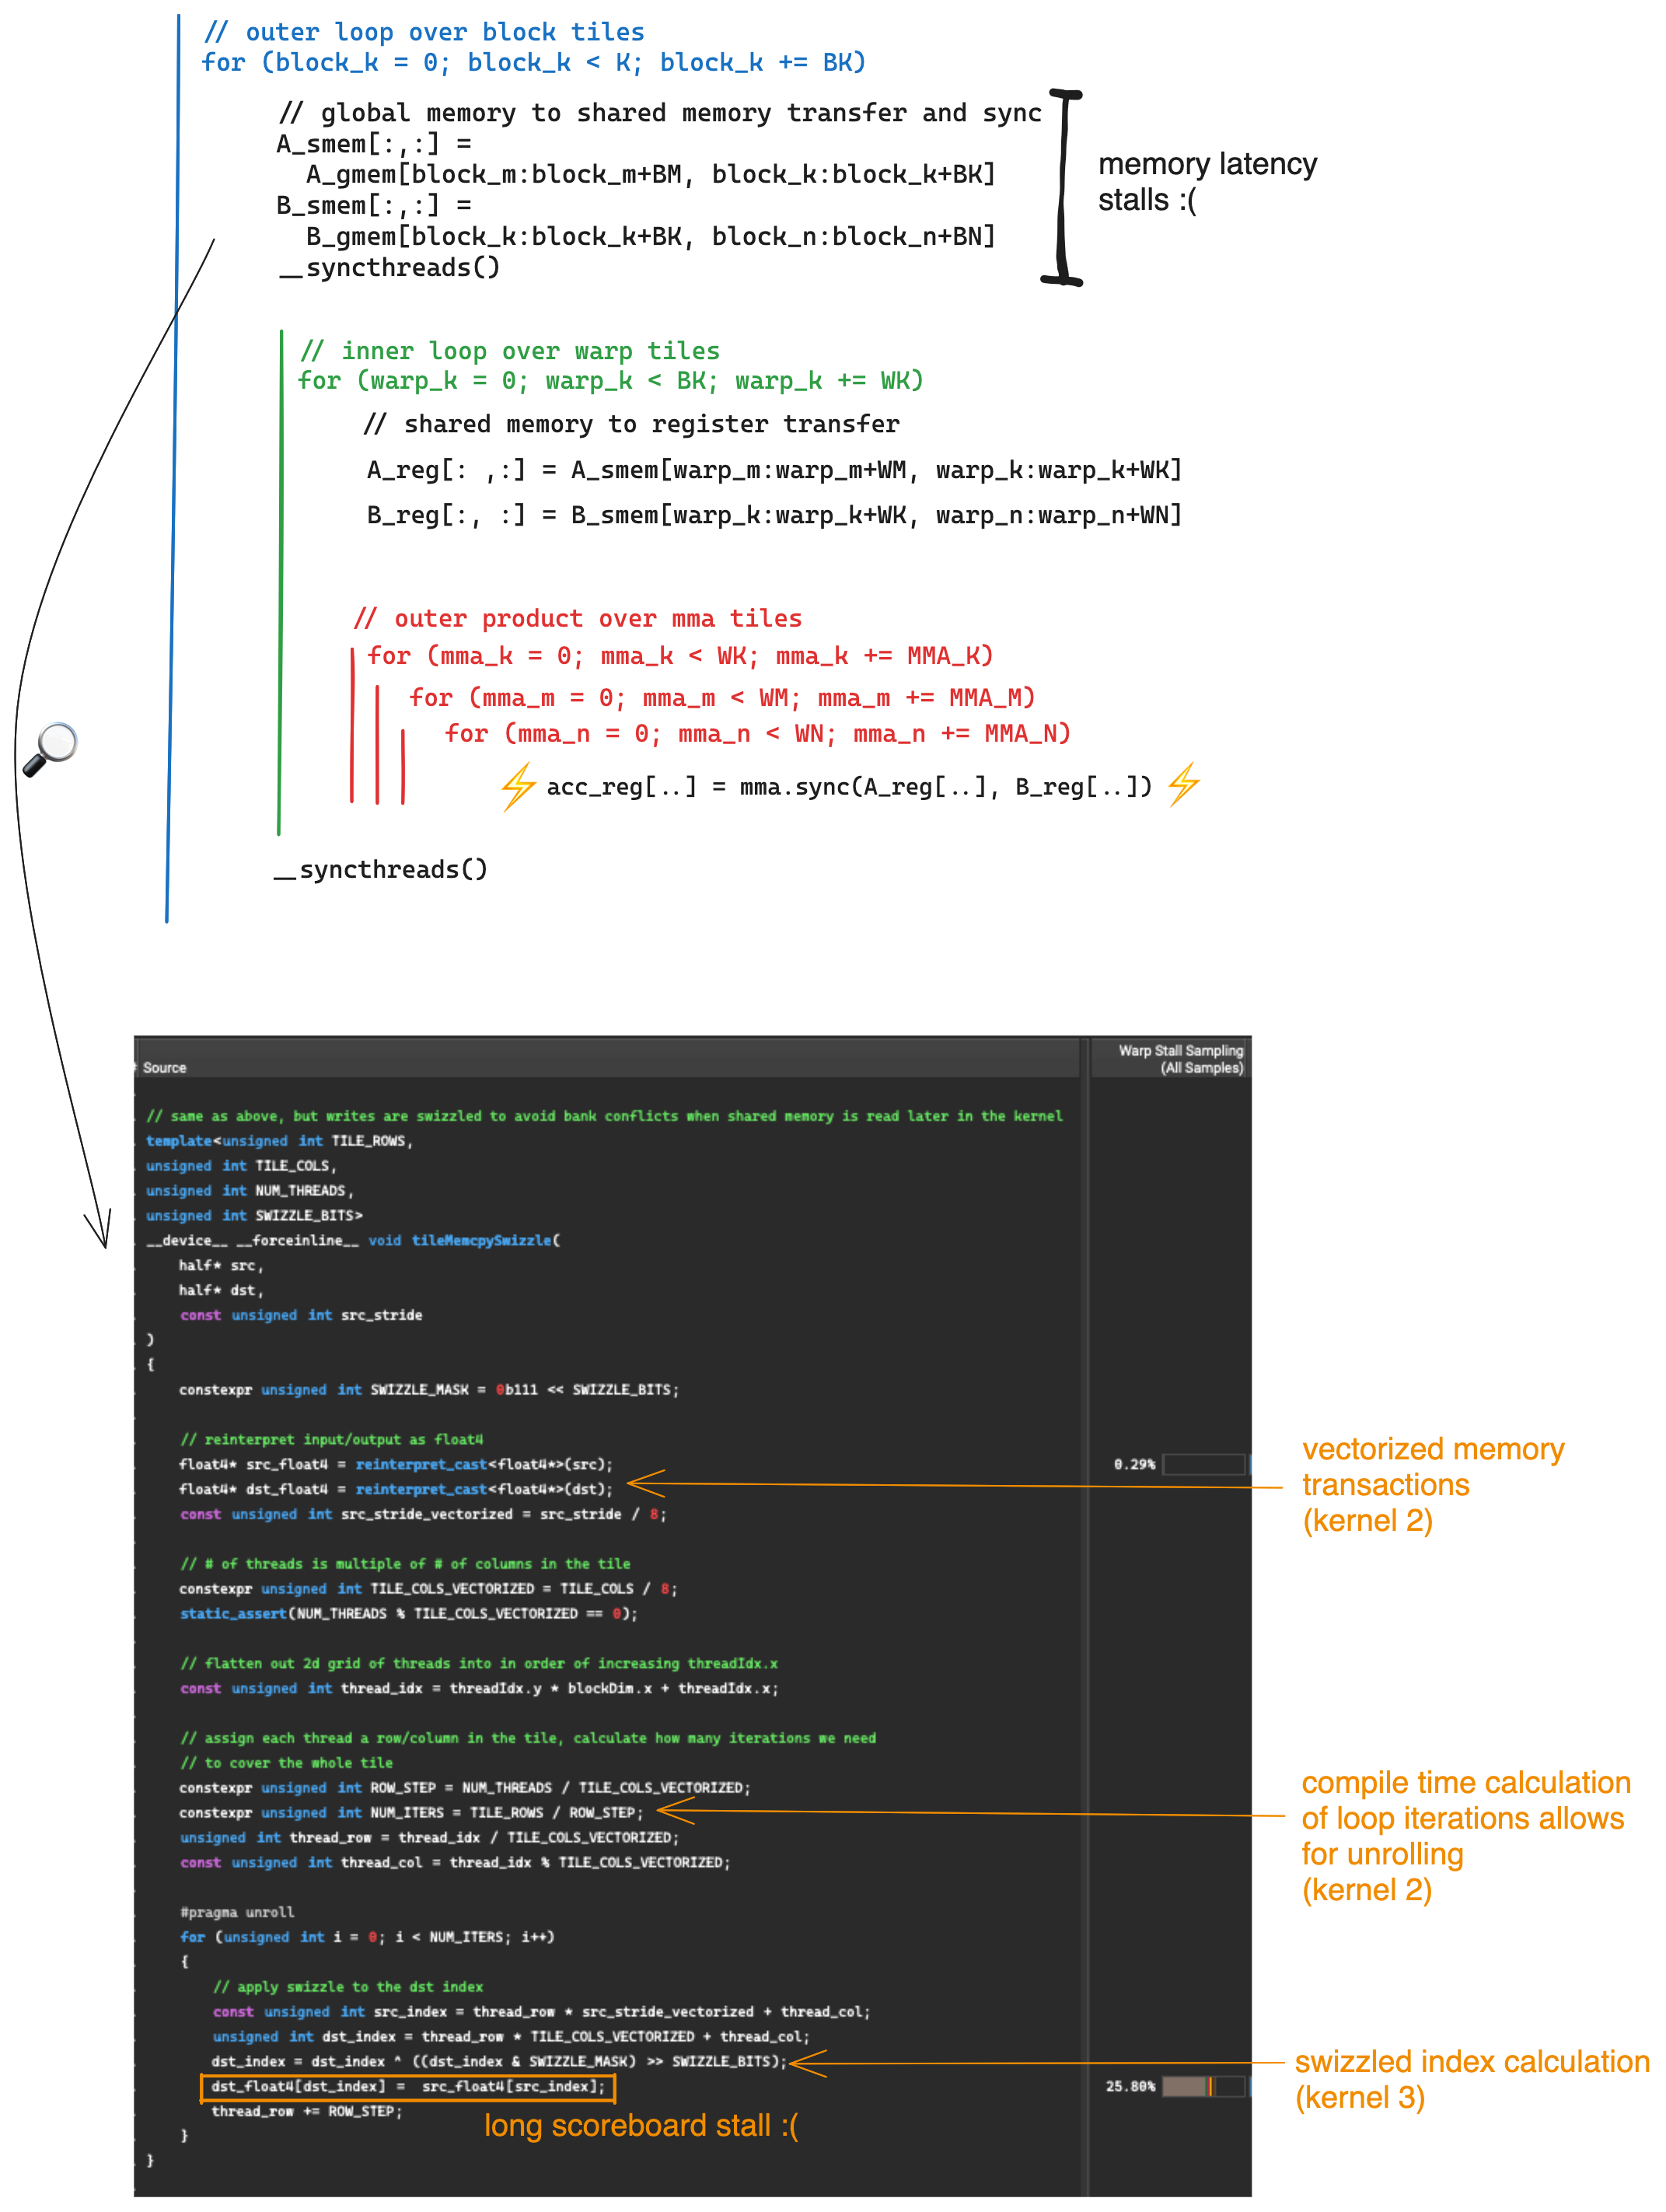 // outer loop over block tiles
for (block_k = 0; block_k < K; block_k += BK)
// global memory to shared memory transfer and sync
A_smem[:,:] =
A_gmem[block_m:block_m+BM, block_k:block_k+BK]
B_smem[:,:] =
B_gmem[block_k:block_k+BK, block_n:block_n+BN]
__syncthreads()
memory latency
stalls :(
// inner loop over warp tiles
for (warp_k = 0; warp_k < BK; warp_k += WK)
// shared memory to register transfer
A_reg[: ,:] = A_smem[warp_m:warp_m+WM, warp_k:warp_k+WK]
B_reg[:, :] = B_smem[warp_k:warp_k+WK, warp_n:warp_n+WN]
// outer product over mma tiles
for (mma_k = 0; mma_k < WK; mma_k += MMA_K)
for (mma_m = 0; mma_m < WM; mma_m += MMA_M)
for (mma_n = 0; mma_n < WN; mma_n += MMA_N)
⚡ acc_reg[..] = mma.sync(A_reg[..], B_reg[..]) ⚡
__syncthreads()
Source
Warp Stall Sampling
(All Samples)
// same as above, but writes are swizzled to avoid bank conflicts when shared memory is read later in the kernel
template<unsigned int TILE_ROWS,
unsigned int TILE_COLS,
unsigned int NUM_THREADS,
unsigned int SWIZZLE_BITS>
__device__ __forceinline__ void tileMemcpySwizzle(
half* src,
half* dst,
const unsigned int src_stride
)
{
constexpr unsigned int SWIZZLE_MASK = 0b111 << SWIZZLE_BITS;
// reinterpret input/output as float4
float4* src_float4 = reinterpret_cast<float4*>(src);
0.29%
float4* dst_float4 = reinterpret_cast<float4*>(dst);
const unsigned int src_stride_vectorized = src_stride / 8;
vectorized memory
transactions
(kernel 2)
// # of threads is multiple of # of columns in the tile
constexpr unsigned int TILE_COLS_VECTORIZED = TILE_COLS / 8;
static_assert(NUM_THREADS % TILE_COLS_VECTORIZED == 0);
// flatten out 2d grid of threads into in order of increasing threadIdx.x
const unsigned int thread_idx = threadIdx.y * blockDim.x + threadIdx.x;
// assign each thread a row/column in the tile, calculate how many iterations we need
// to cover the whole tile
constexpr unsigned int ROW_STEP = NUM_THREADS / TILE_COLS_VECTORIZED;
constexpr unsigned int NUM_ITERS = TILE_ROWS / ROW_STEP;
unsigned int thread_row = thread_idx / TILE_COLS_VECTORIZED;
const unsigned int thread_col = thread_idx % TILE_COLS_VECTORIZED;
compile time calculation
of loop iterations allows
for unrolling
(kernel 2)
#pragma unroll
for (unsigned int i = 0; i < NUM_ITERS; i++)
{
// apply swizzle to the dst index
const unsigned int src_index = thread_row * src_stride_vectorized + thread_col;
unsigned int dst_index = thread_row * TILE_COLS_VECTORIZED + thread_col;
dst_index = dst_index ^ ((dst_index & SWIZZLE_MASK) >> SWIZZLE_BITS);
swizzled index calculation
(kernel 3)
dst_float4[dst_index] =  src_float4[src_index];
25.80%
thread_row += ROW_STEP;
long scoreboard stall :(
}
}